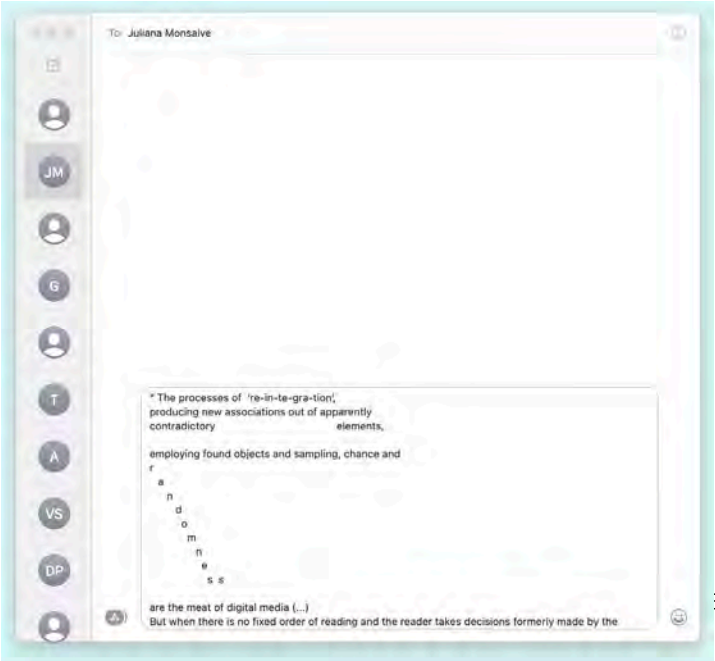 To: Juliana Monsalve
JM
G
T
A
VS
DP
* The processes of 're-in-te-gra-tion',
producing new associations out of apparently
contradictory elements,
employing found objects and sampling, chance and
r
a
n
d
o
m
n
e
s s
are the meat of digital media (...)
But when there is no fixed order of reading and the reader takes decisions formerly made by the